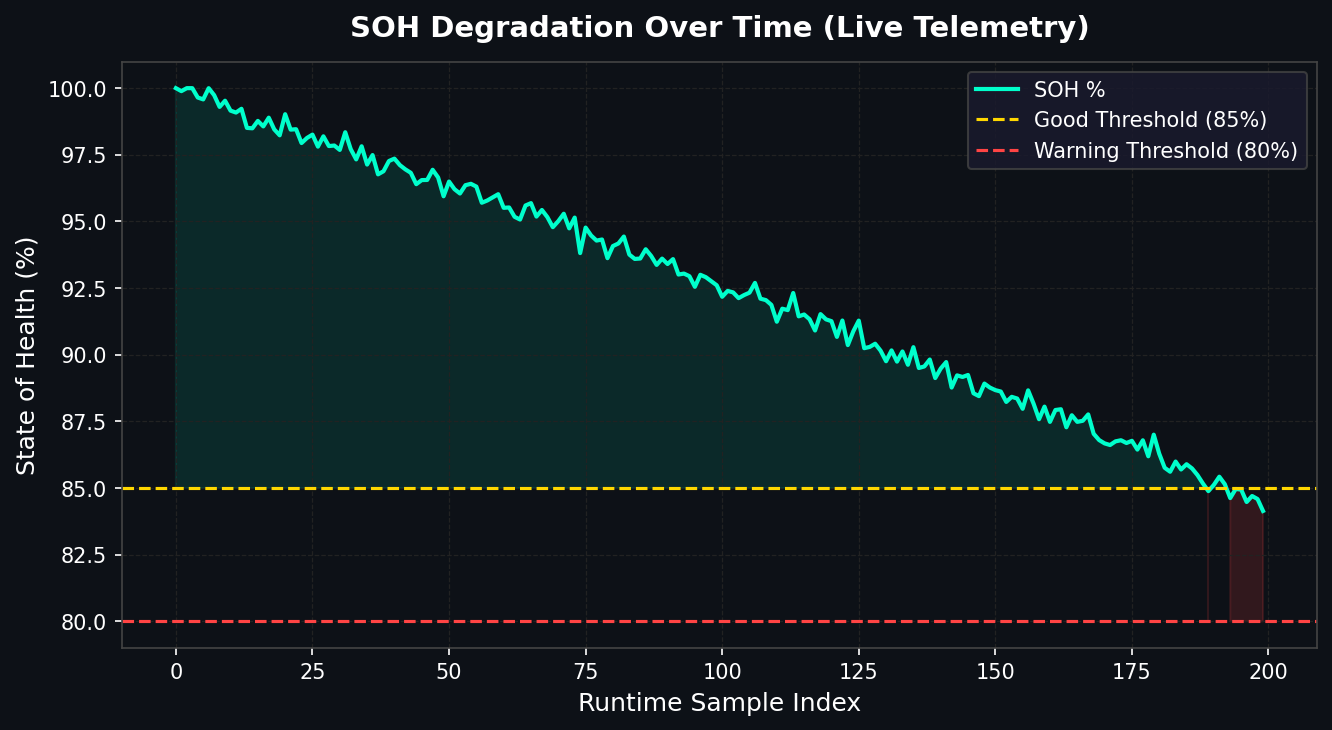 SOH Degradation Over Time (Live Telemetry)
SOH %
Good Threshold (85%)
Warning Threshold (80%)
State of Health (%)
100.0
97.5
95.0
92.5
90.0
87.5
85.0
82.5
80.0
0 25 50 75 100 125 150 175 200
Runtime Sample Index